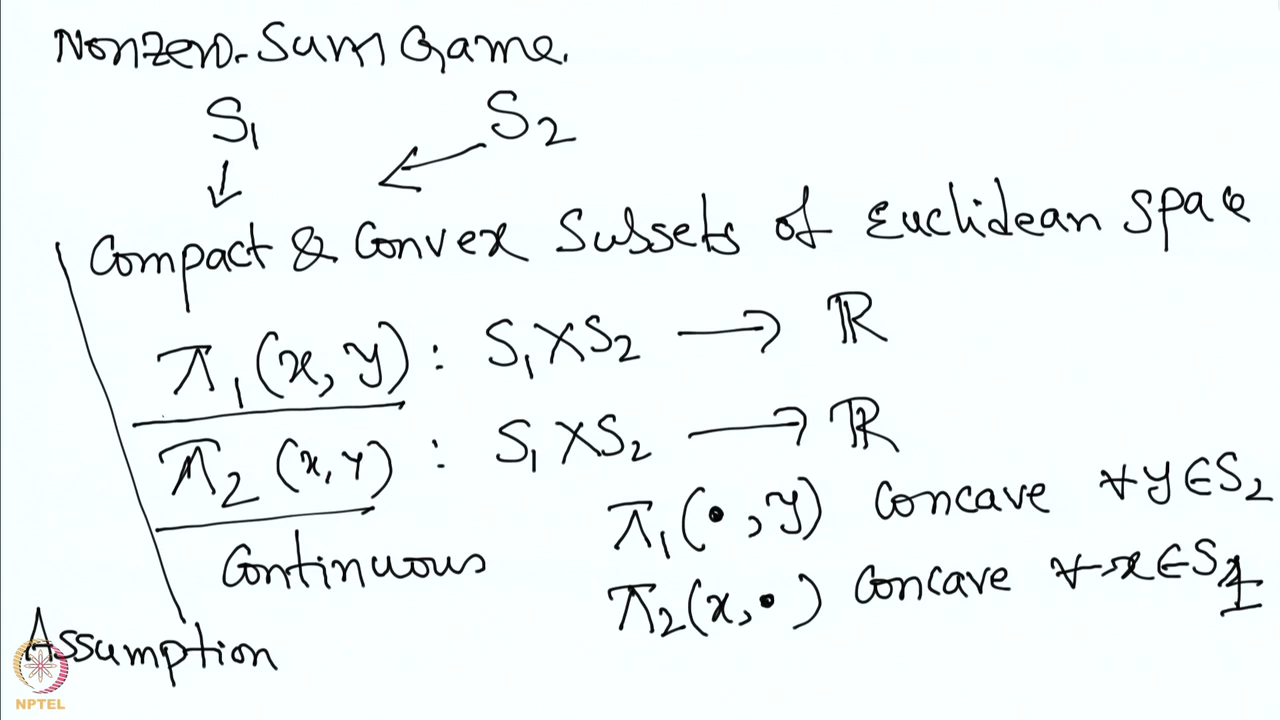 Nonzero-Sum Game.
S₁ S₂
↓ ←
Compact & Convex Subsets of Euclidean space
π₁(x, y) : S₁×S₂ ⟶ ℝ
π₂(x, y) : S₁×S₂ ⟶ ℝ
π₁(•, y) concave ∀y∈S₂
Continuous
π₂(x, •) concave ∀x∈S₁
Assumption
NPTEL